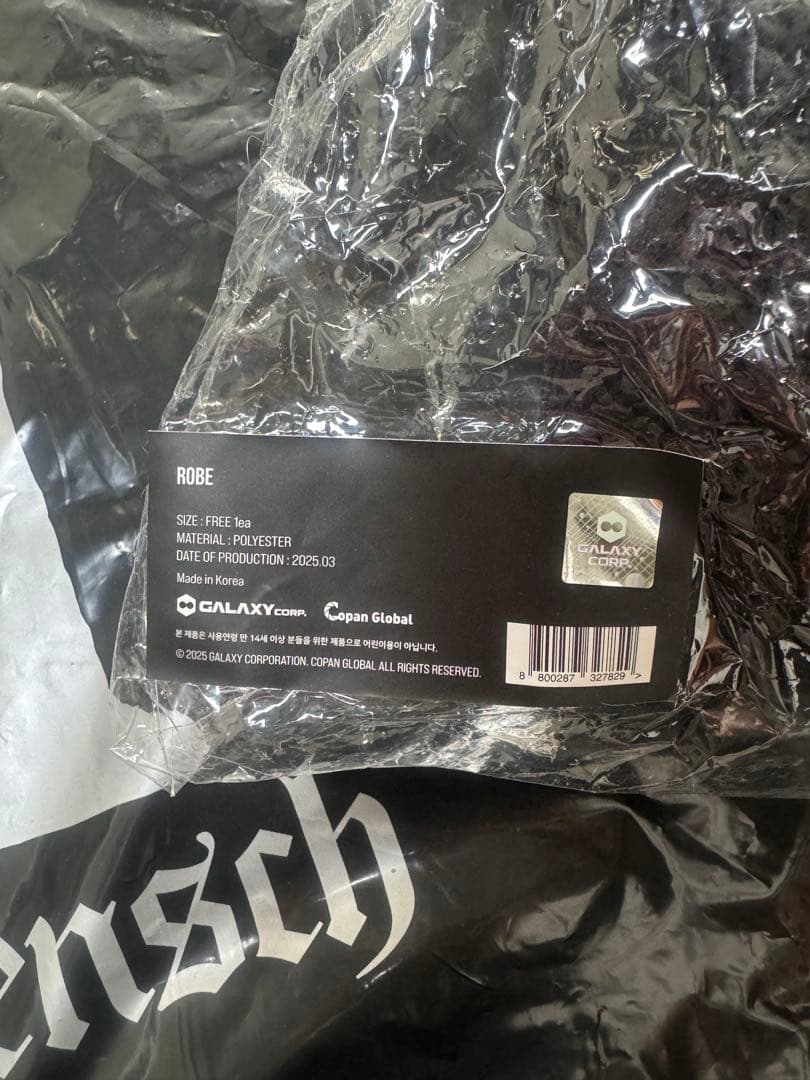 ROBE
SIZE : FREE 1ea
MATERIAL : POLYESTER
DATE OF PRODUCTION : 2025.03
Made in Korea
GALAXY CORP.
GALAXYCORP. Copan Global
본 제품은 사용연령 만 14세 이상 분들을 위한 제품으로 어린이용이 아닙니다.
© 2025 GALAXY CORPORATION. COPAN GLOBAL ALL RIGHTS RESERVED.
8 800287 327829 >
ensch